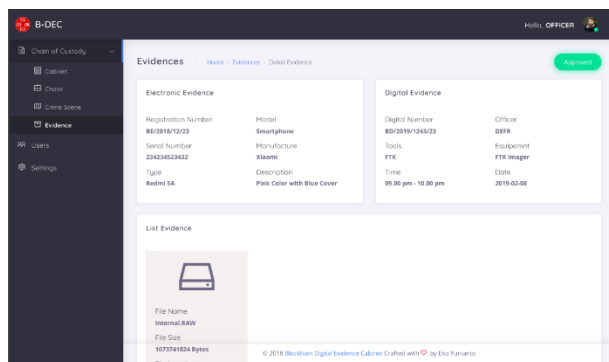 B-DEC
Hello, OFFICER
Chain of Custody
Cabinet
Chaser
Crime Scene
Evidence
Users
Settings
Evidences
Home - Evidences - Detail Evidence
Approved
Electronic Evidence
Registration Number
Model
BE/2018/12/23
Smartphone
Serial Number
Manufacture
234234523432
Xiaomi
Type
Description
Redmi 5A
Pink Color with Blue Cover
Digital Evidence
Digital Number
Officer
BD/2019/1243/23
DEFR
Tools
Equipemnt
FTK
FTK Imager
Time
Date
09.00 pm - 10.00 pm
2019-02-08
List Evidence
File Name
internal.RAW
File Size
1073741824 Bytes
© 2018 Blockhain Digital Evidence Cabinet Crafted with by Eko Yunianto